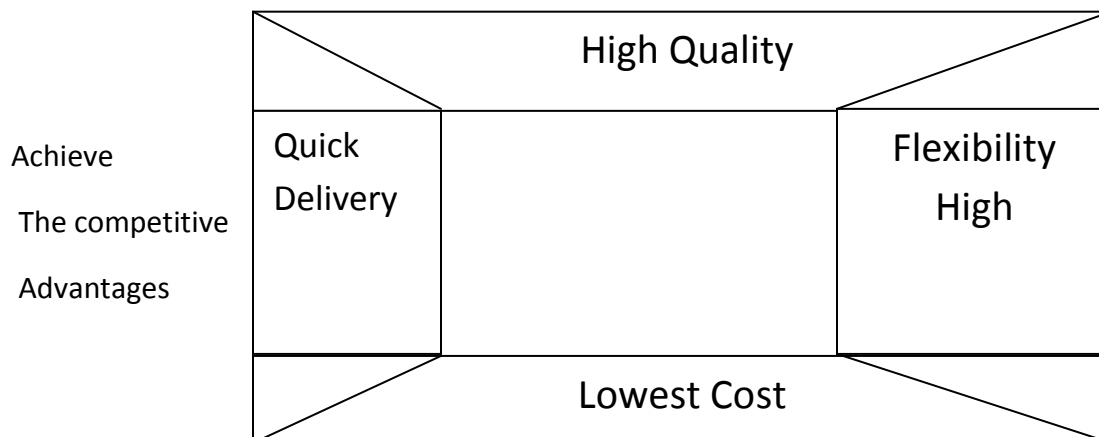 High Quality
Achieve
The competitive
Advantages
Quick
Delivery
Flexibility
High
Lowest Cost